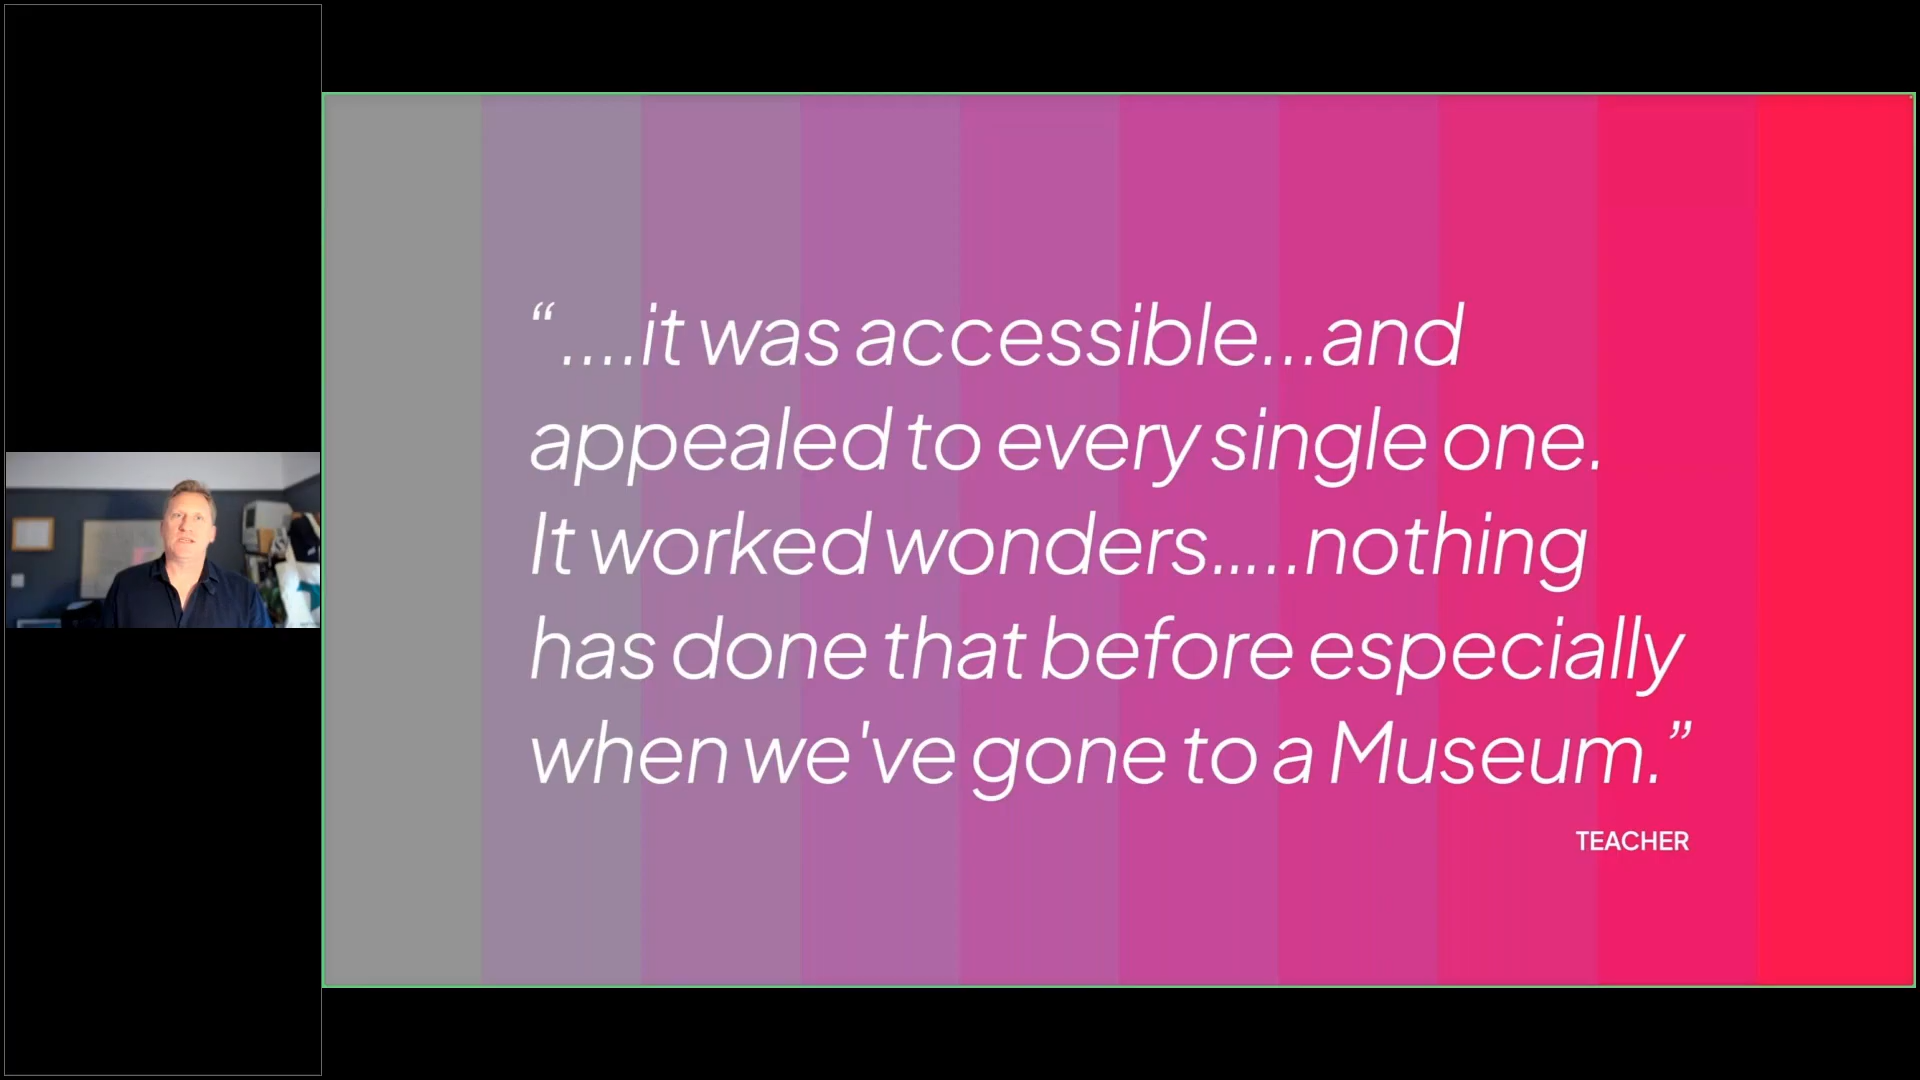 “....it was accessible...and
appealed to every single one.
It worked wonders.....nothing
has done that before especially
when we've gone to a Museum.”
TEACHER